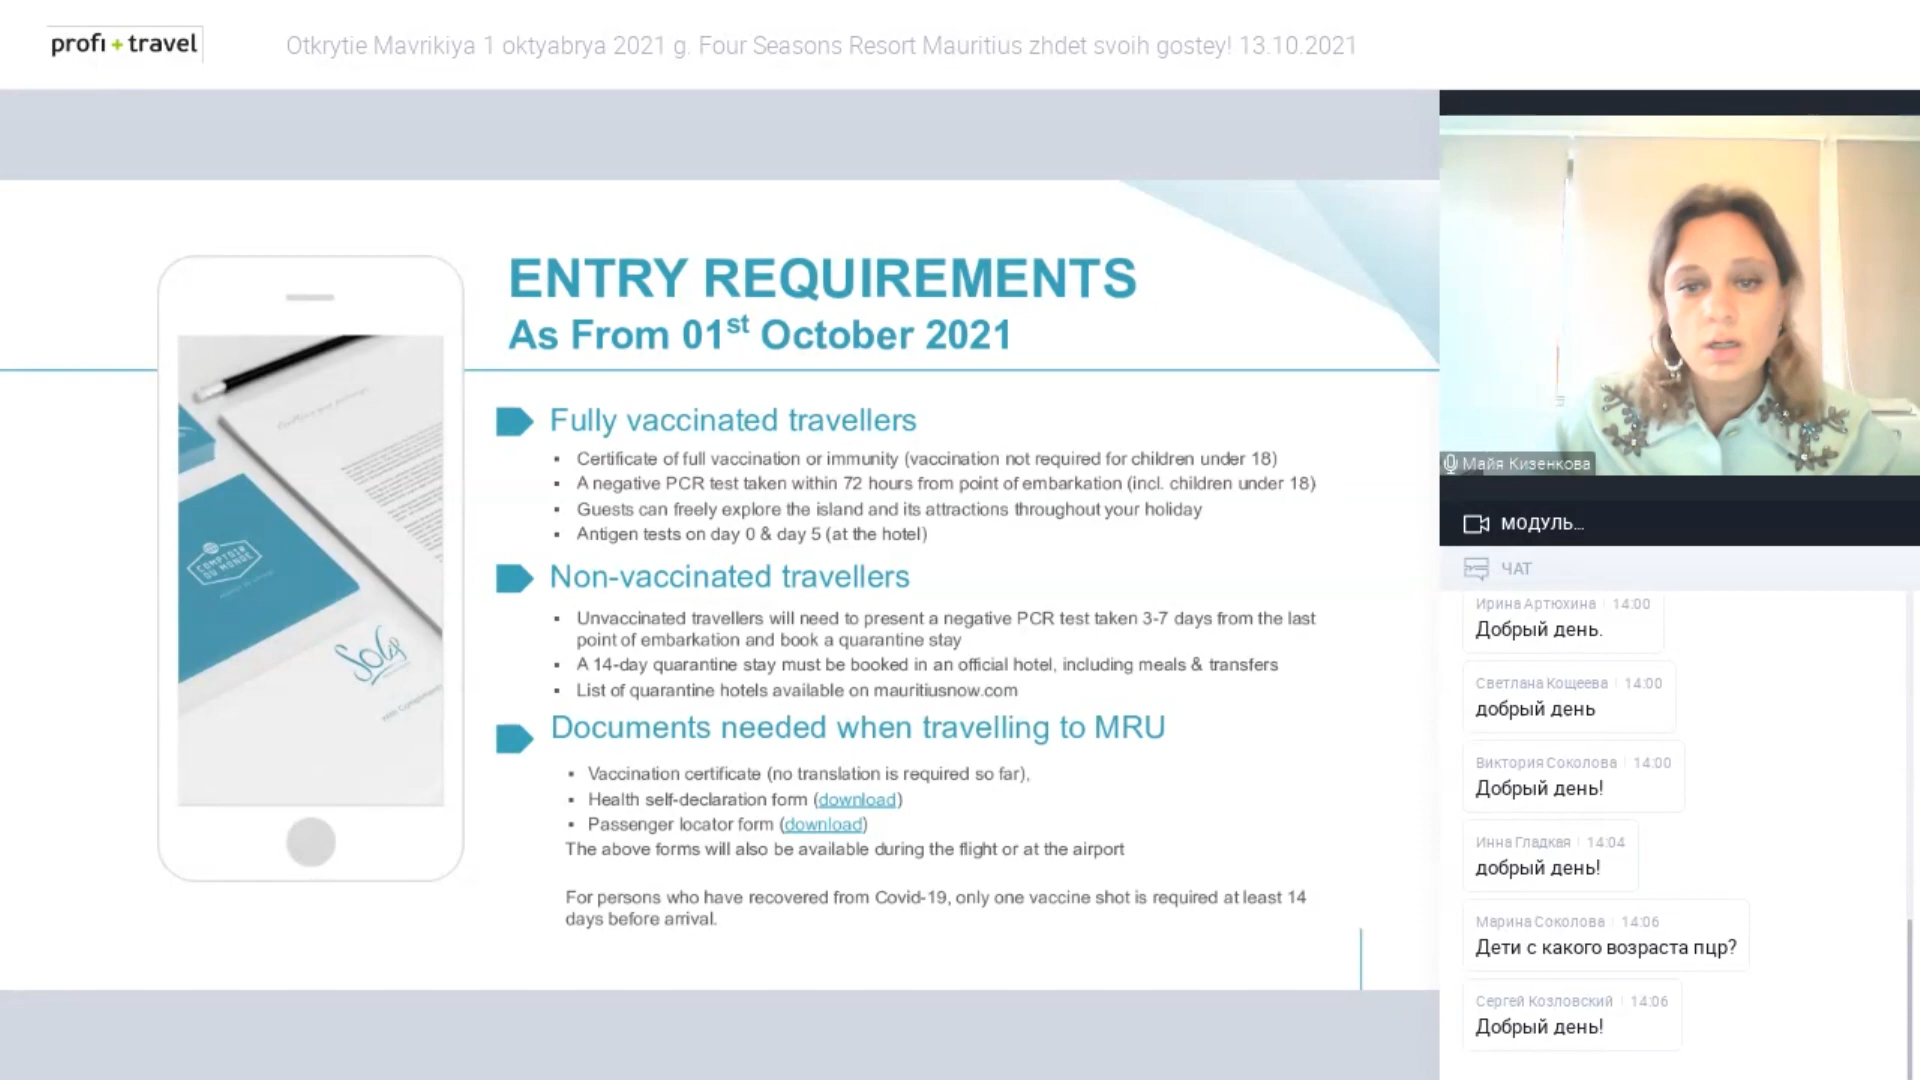 profi + travel
Otkrytie Mavrikiya 1 oktyabrya 2021 g. Four Seasons Resort Mauritius zhdet svoih gostey! 13.10.2021
ENTRY REQUIREMENTS
As From 01st October 2021
Fully vaccinated travellers
▪ Certificate of full vaccination or immunity (vaccination not required for children under 18)
▪ A negative PCR test taken within 72 hours from point of embarkation (incl. children under 18)
▪ Guests can freely explore the island and its attractions throughout your holiday
▪ Antigen tests on day 0 & day 5 (at the hotel)
Non-vaccinated travellers
▪ Unvaccinated travellers will need to present a negative PCR test taken 3-7 days from the last
point of embarkation and book a quarantine stay
▪ A 14-day quarantine stay must be booked in an official hotel, including meals & transfers
▪ List of quarantine hotels available on mauritiusnow.com
Documents needed when travelling to MRU
▪ Vaccination certificate (no translation is required so far),
▪ Health self-declaration form (download)
▪ Passenger locator form (download)
The above forms will also be available during the flight or at the airport
For persons who have recovered from Covid-19, only one vaccine shot is required at least 14
days before arrival.
COMPTOIR
DU MONDE
Майя Кизенкова
МОДУЛЬ...
ЧАТ
Ирина Артюхина 14:00
Добрый день.
Светлана Кощеева 14:00
добрый день
Виктория Соколова 14:00
Добрый день!
Инна Гладкая 14:04
добрый день!
Марина Соколова 14:06
Дети с какого возраста пцр?
Сергей Козловский 14:06
Добрый день!